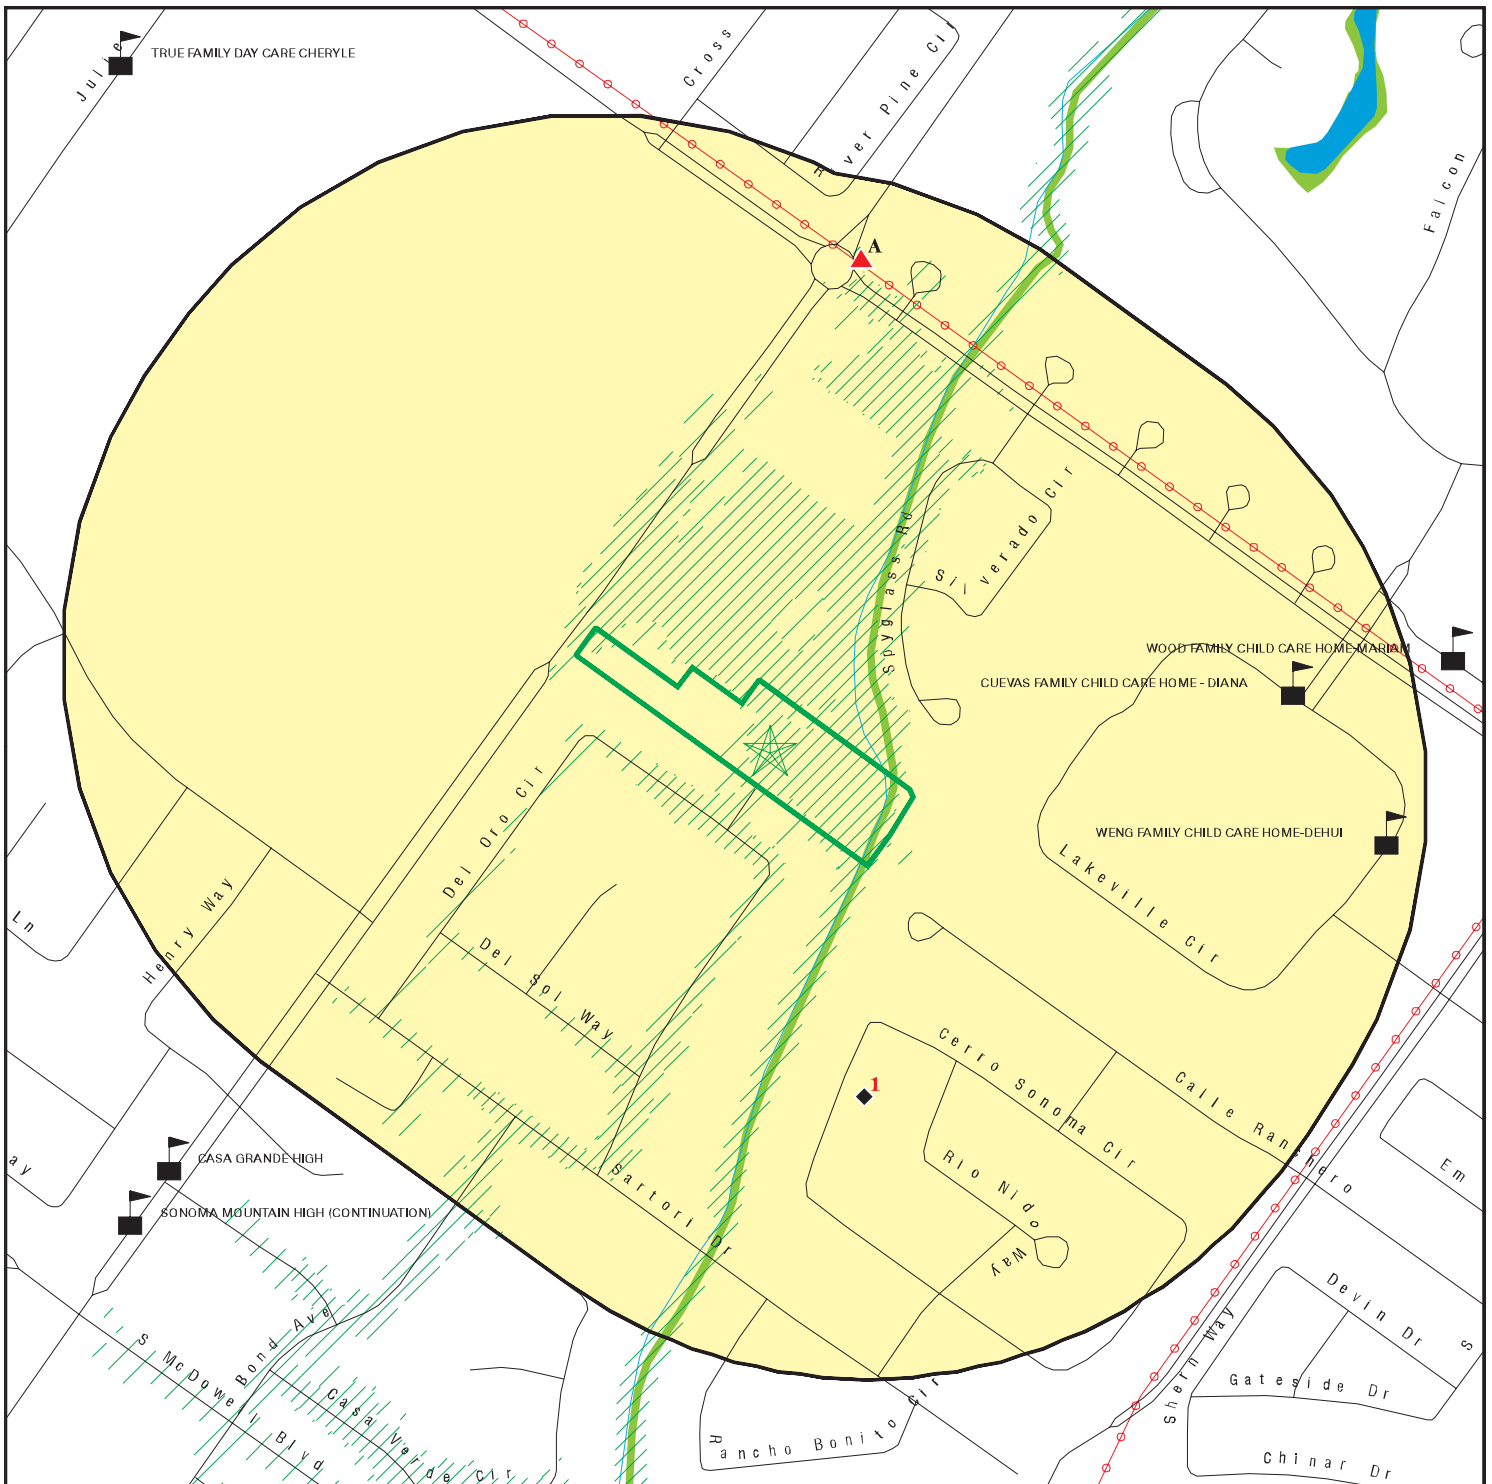 TRUE FAMILY DAY CARE CHERYLE
Cross
River Pine Cir
Falcon
A
Silverado Cir
Spyglass Rd
WOOD FAMILY CHILD CARE HOME-MARIAM
CUEVAS FAMILY CHILD CARE HOME - DIANA
WENG FAMILY CHILD CARE HOME-DEHUI
Lakeville Cir
Del Oro Cir
Henry Way
Ln
Del Sol Way
Cerro Sonoma Cir
1
Calle Ranchero
Rio Nido
Way
Sartori Dr
ay
CASA GRANDE HIGH
SONOMA MOUNTAIN HIGH (CONTINUATION)
Em
Devin Dr
S
Bond Ave
S McDowell Blvd
Casa Verde Cir
Rancho Bonito Cir
Sherri Way
Gateside Dr
Chinar Dr